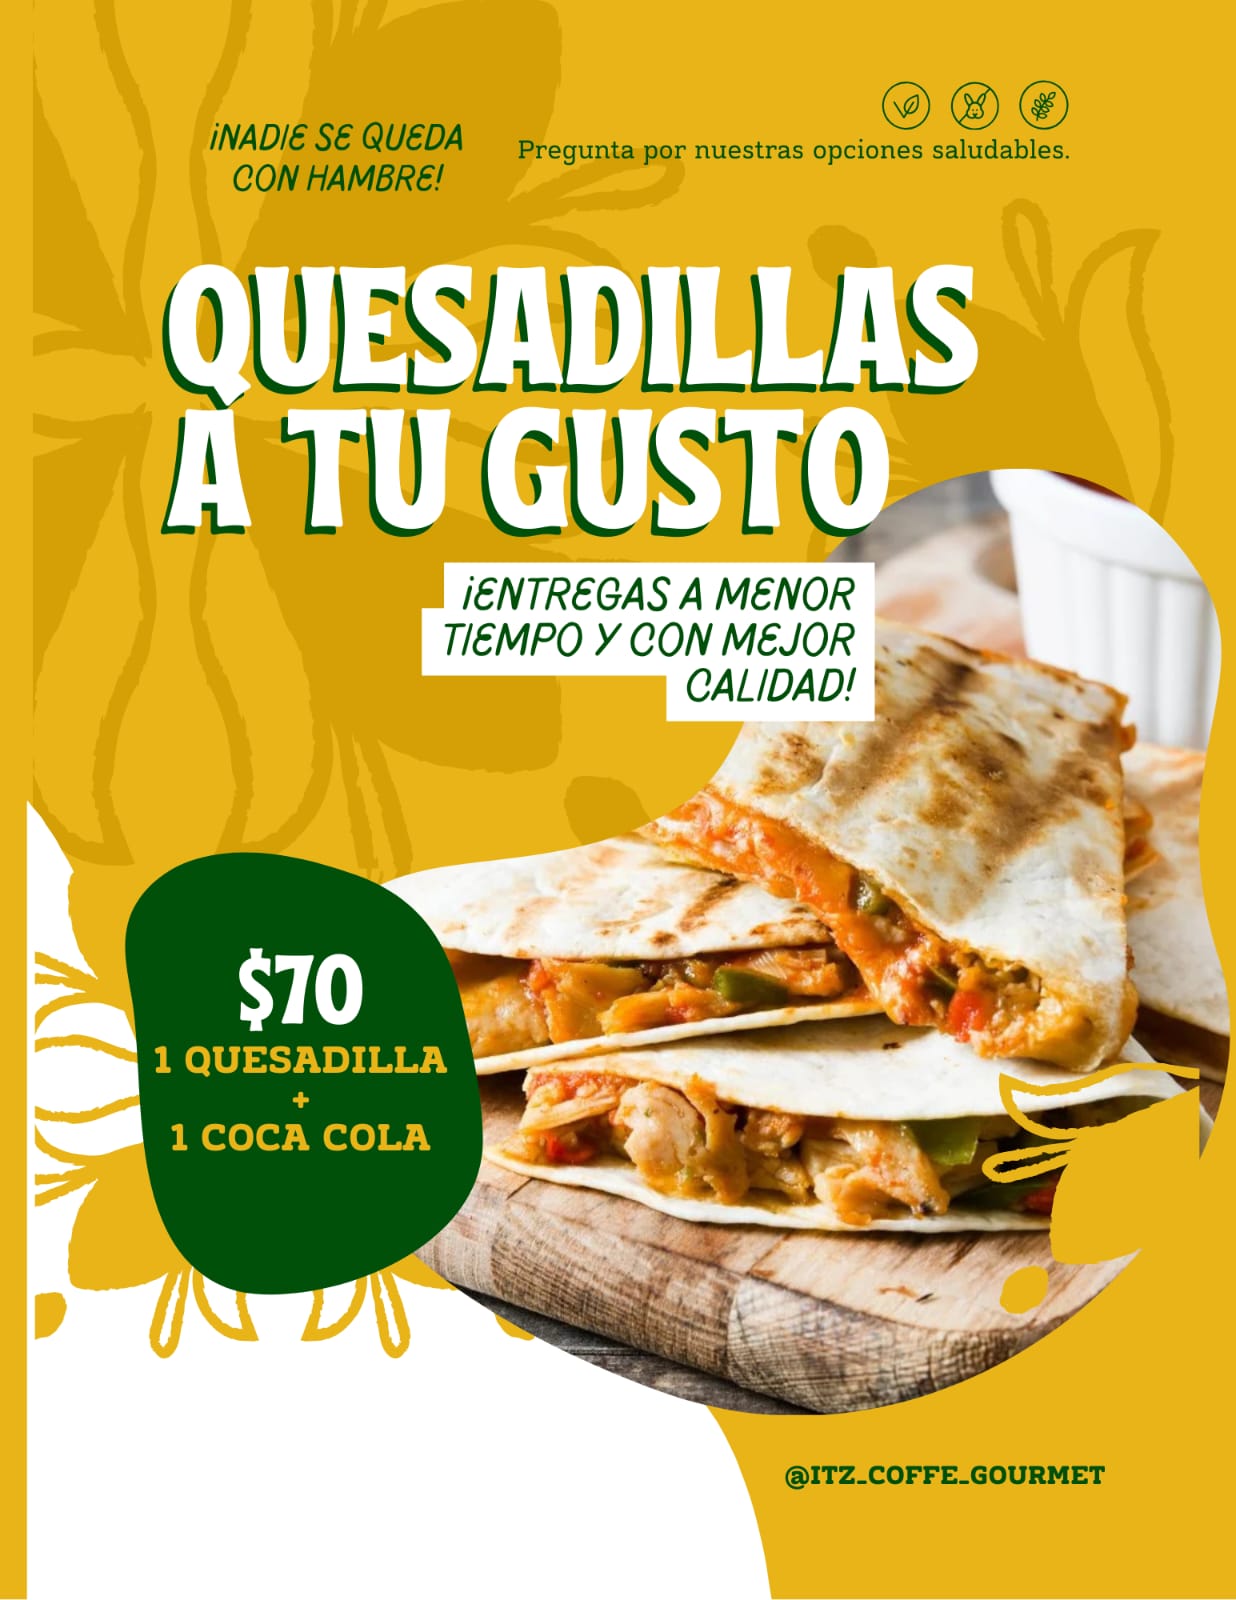 ¡NADIE SE QUEDA
CON HAMBRE!
Pregunta por nuestras opciones saludables.
QUESADILLAS
A TU GUSTO
¡ENTREGAS A MENOR
TIEMPO Y CON MEJOR
CALIDAD!
$70
1 QUESADILLA
+
1 COCA COLA
@ITZ_COFFE_GOURMET